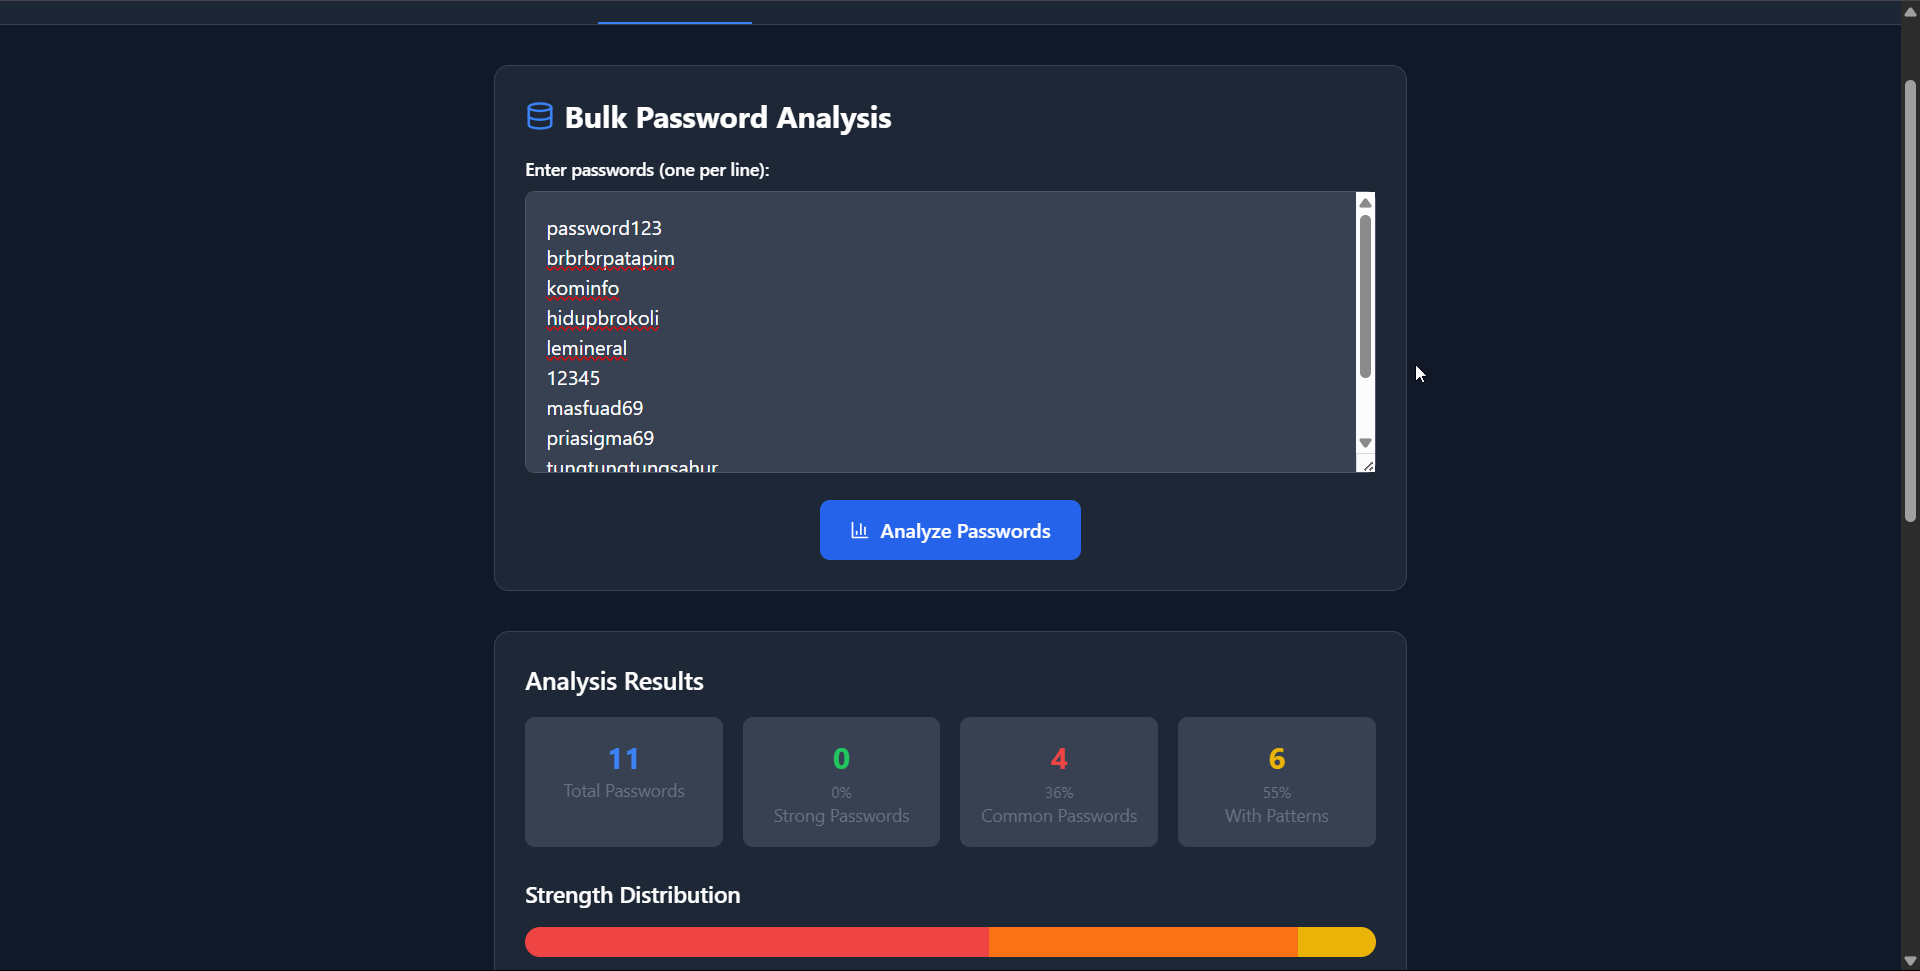 Bulk Password Analysis
Enter passwords (one per line):
password123
brbrbrpatapim
kominfo
hidupbrokoli
lemineral
12345
masfuad69
priasigma69
tungtungtungsahur
Analyze Passwords
Analysis Results
11
Total Passwords
0
0%
Strong Passwords
4
36%
Common Passwords
6
55%
With Patterns
Strength Distribution